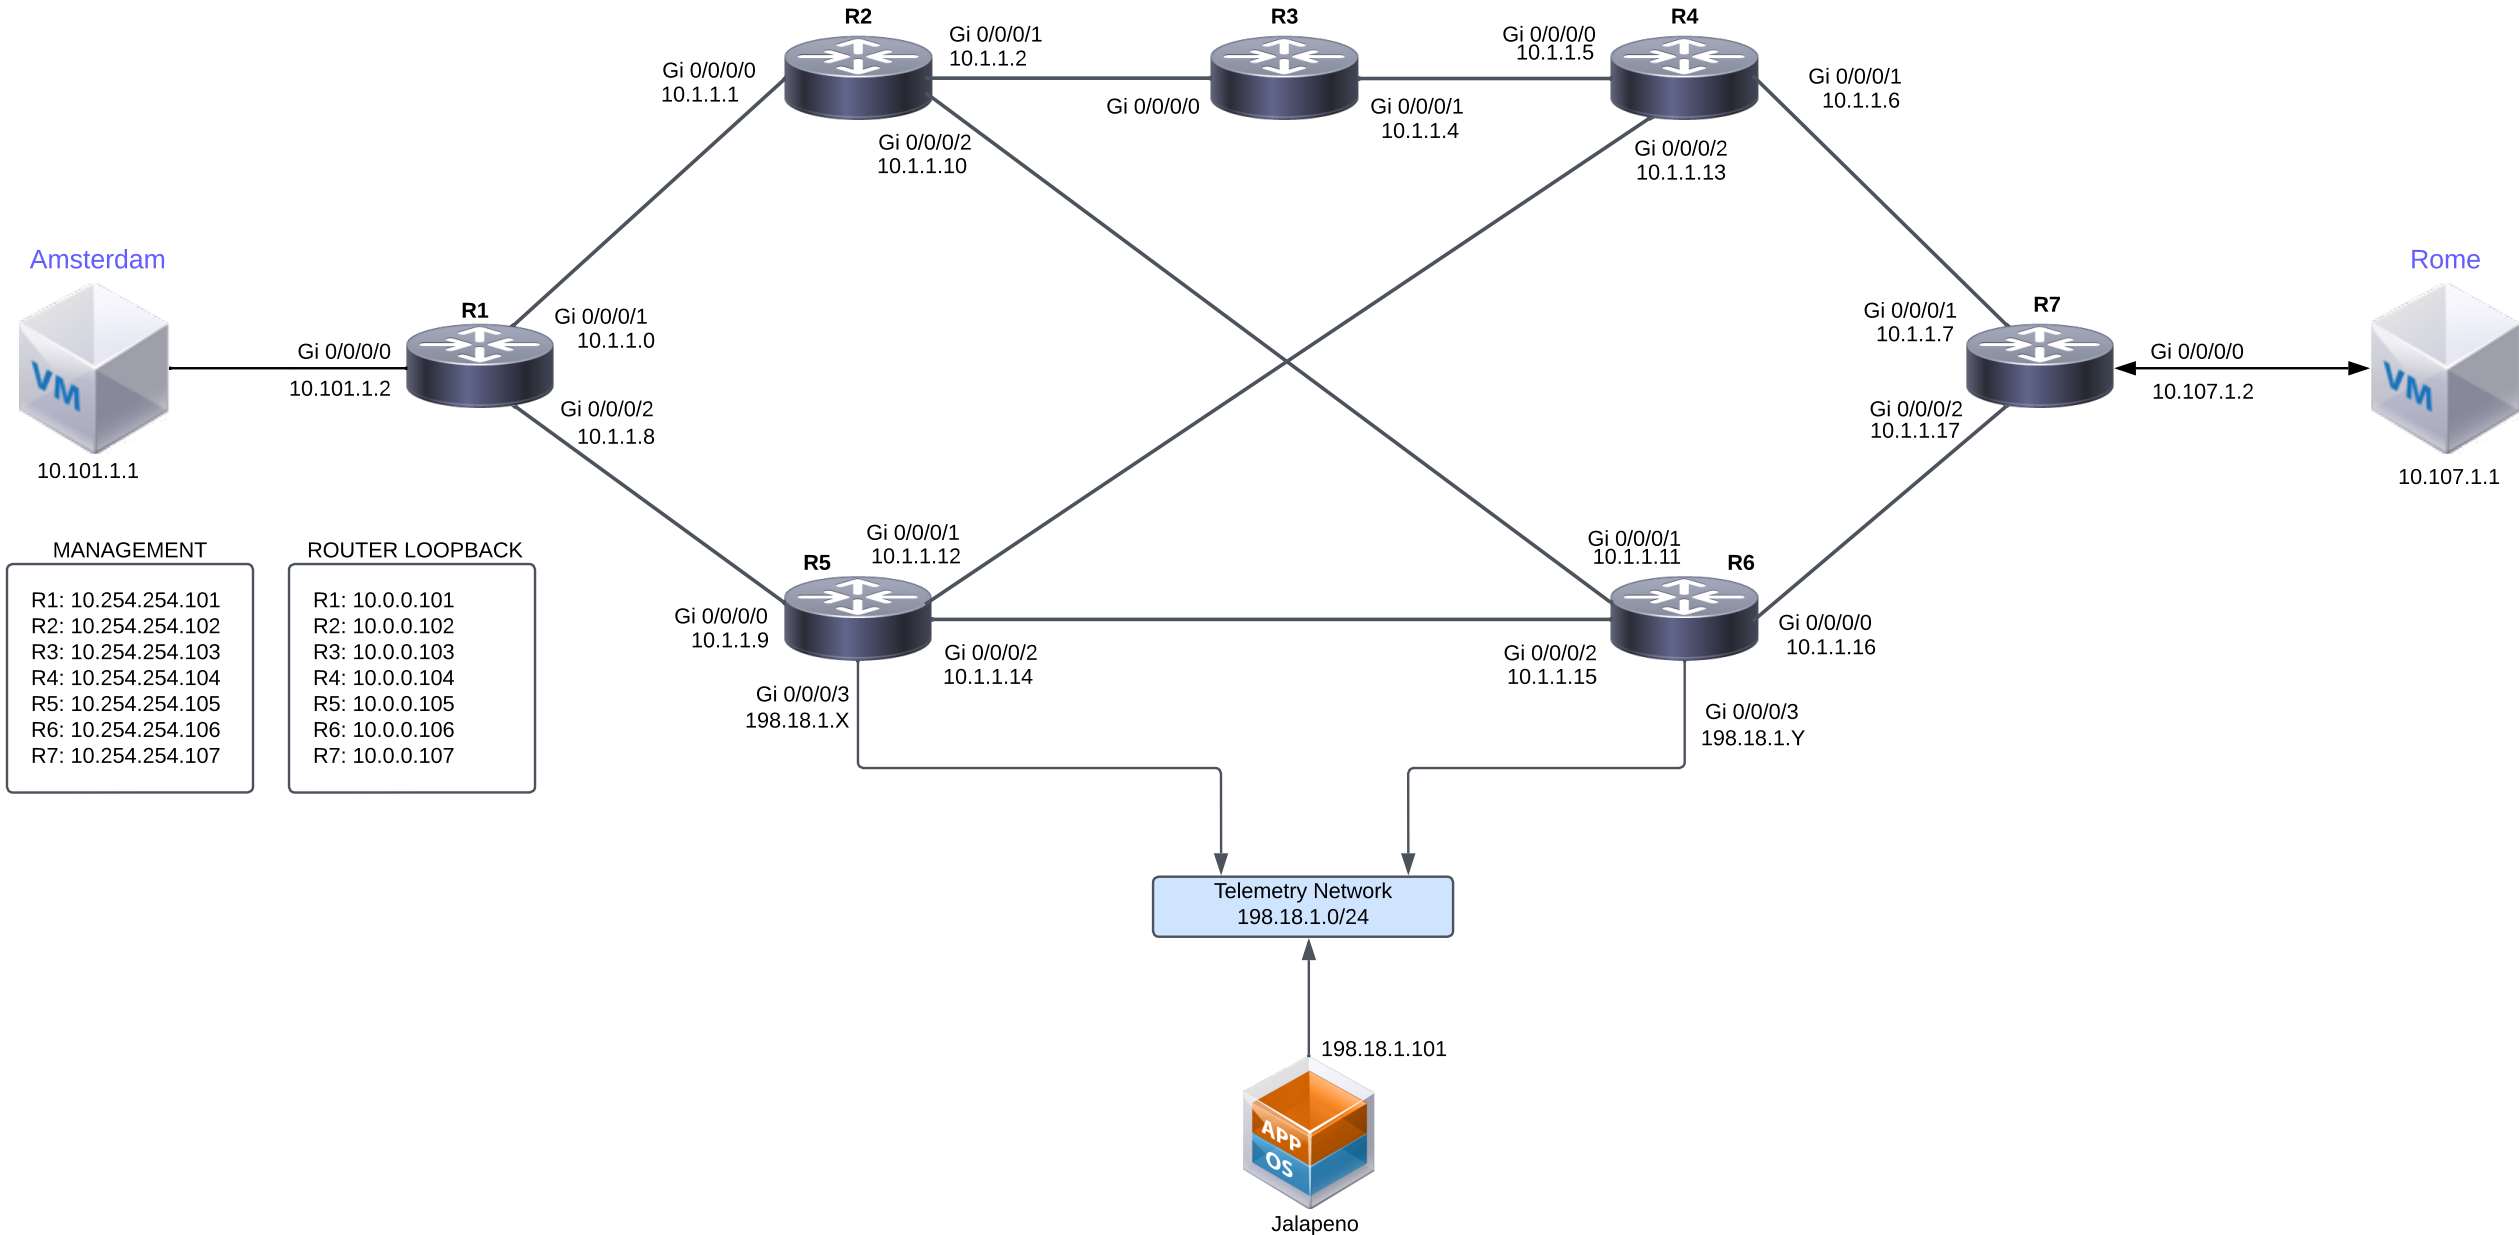 R2
R3
R4
Gi 0/0/0/1
10.1.1.2
Gi 0/0/0/0
10.1.1.5
Gi 0/0/0/0
10.1.1.1
Gi 0/0/0/1
10.1.1.6
Gi 0/0/0/0
Gi 0/0/0/1
10.1.1.4
Gi 0/0/0/2
10.1.1.10
Gi 0/0/0/2
10.1.1.13
Amsterdam
Rome
R1
R7
Gi 0/0/0/1
10.1.1.0
Gi 0/0/0/1
10.1.1.7
Gi 0/0/0/0
10.101.1.2
Gi 0/0/0/0
10.107.1.2
VM
VM
Gi 0/0/0/2
10.1.1.8
Gi 0/0/0/2
10.1.1.17
10.101.1.1
10.107.1.1
MANAGEMENT
R1: 10.254.254.101
R2: 10.254.254.102
R3: 10.254.254.103
R4: 10.254.254.104
R5: 10.254.254.105
R6: 10.254.254.106
R7: 10.254.254.107
ROUTER LOOPBACK
R1: 10.0.0.101
R2: 10.0.0.102
R3: 10.0.0.103
R4: 10.0.0.104
R5: 10.0.0.105
R6: 10.0.0.106
R7: 10.0.0.107
Gi 0/0/0/1
10.1.1.12
Gi 0/0/0/1
10.1.1.11
R5
R6
Gi 0/0/0/0
10.1.1.9
Gi 0/0/0/0
10.1.1.16
Gi 0/0/0/2
10.1.1.14
Gi 0/0/0/2
10.1.1.15
Gi 0/0/0/3
198.18.1.X
Gi 0/0/0/3
198.18.1.Y
Telemetry Network
198.18.1.0/24
198.18.1.101
APP
OS
Jalapeno